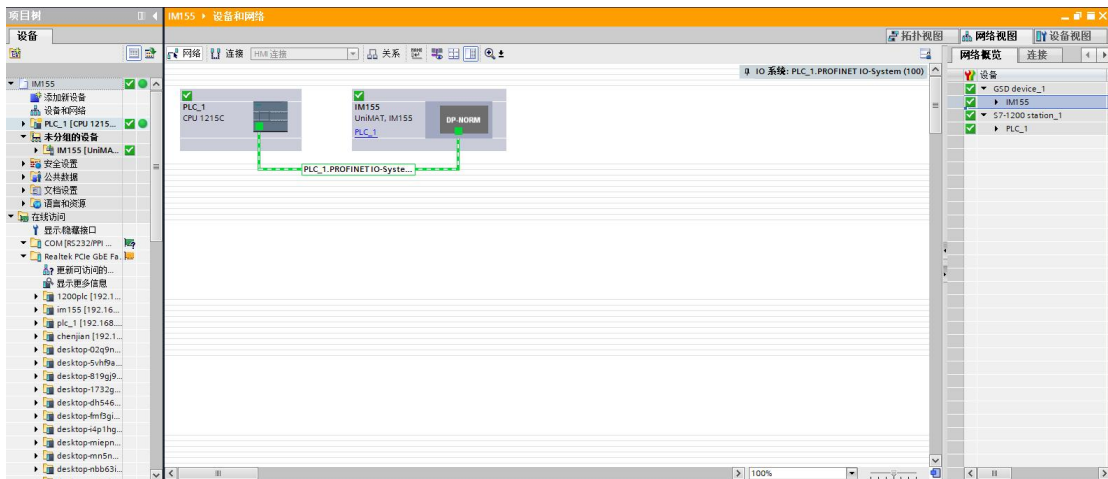 项目树
IM155 ▸ 设备和网络
设备
拓扑视图
网络视图
设备视图
网络
连接
HMI 连接
关系
网络概览
连接
IO 系统: PLC_1.PROFINET IO-System (100)
设备
IM155
添加新设备
设备和网络
PLC_1 [CPU 1215...
未分组的设备
IM155 [UniMA...
安全设置
公共数据
文档设置
语言和资源
在线访问
显示/隐藏接口
COM [RS232/PPI ...
Realtek PCIe GbE Fa...
更新可访问的...
显示更多信息
1200plc [192.1...
im155 [192.16...
plc_1 [192.168....
chenjian [192.1...
desktop-02q9n...
desktop-5vhf9a...
desktop-819gj9...
desktop-1732g...
desktop-dh546...
desktop-fmf3gi...
desktop-i4p1hg...
desktop-miepn...
desktop-mn5n...
desktop-nbb63i...
PLC_1
CPU 1215C
IM155
UniMAT, IM155
PLC_1
DP-NORM
PLC_1.PROFINET IO-Syste...
GSD device_1
IM155
S7-1200 station_1
PLC_1
100%